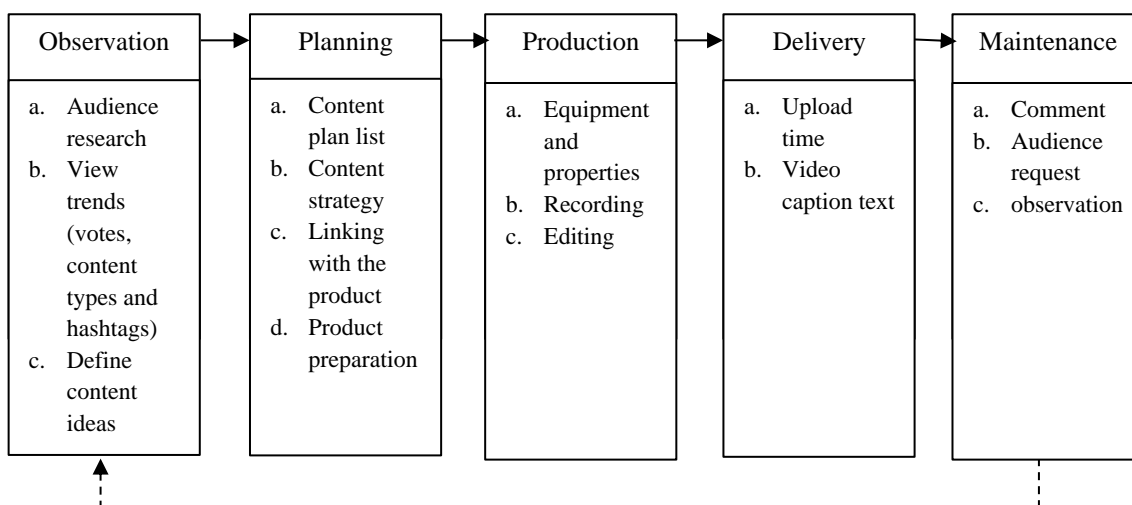 Observation
a. Audience
research
b. View
trends
(votes,
content
types and
hashtags)
c. Define
content
ideas
Planning
a. Content
plan list
b. Content
strategy
c. Linking
with the
product
d. Product
preparation
Production
a. Equipment
and
properties
b. Recording
c. Editing
Delivery
a. Upload
time
b. Video
caption text
Maintenance
a. Comment
b. Audience
request
c. observation